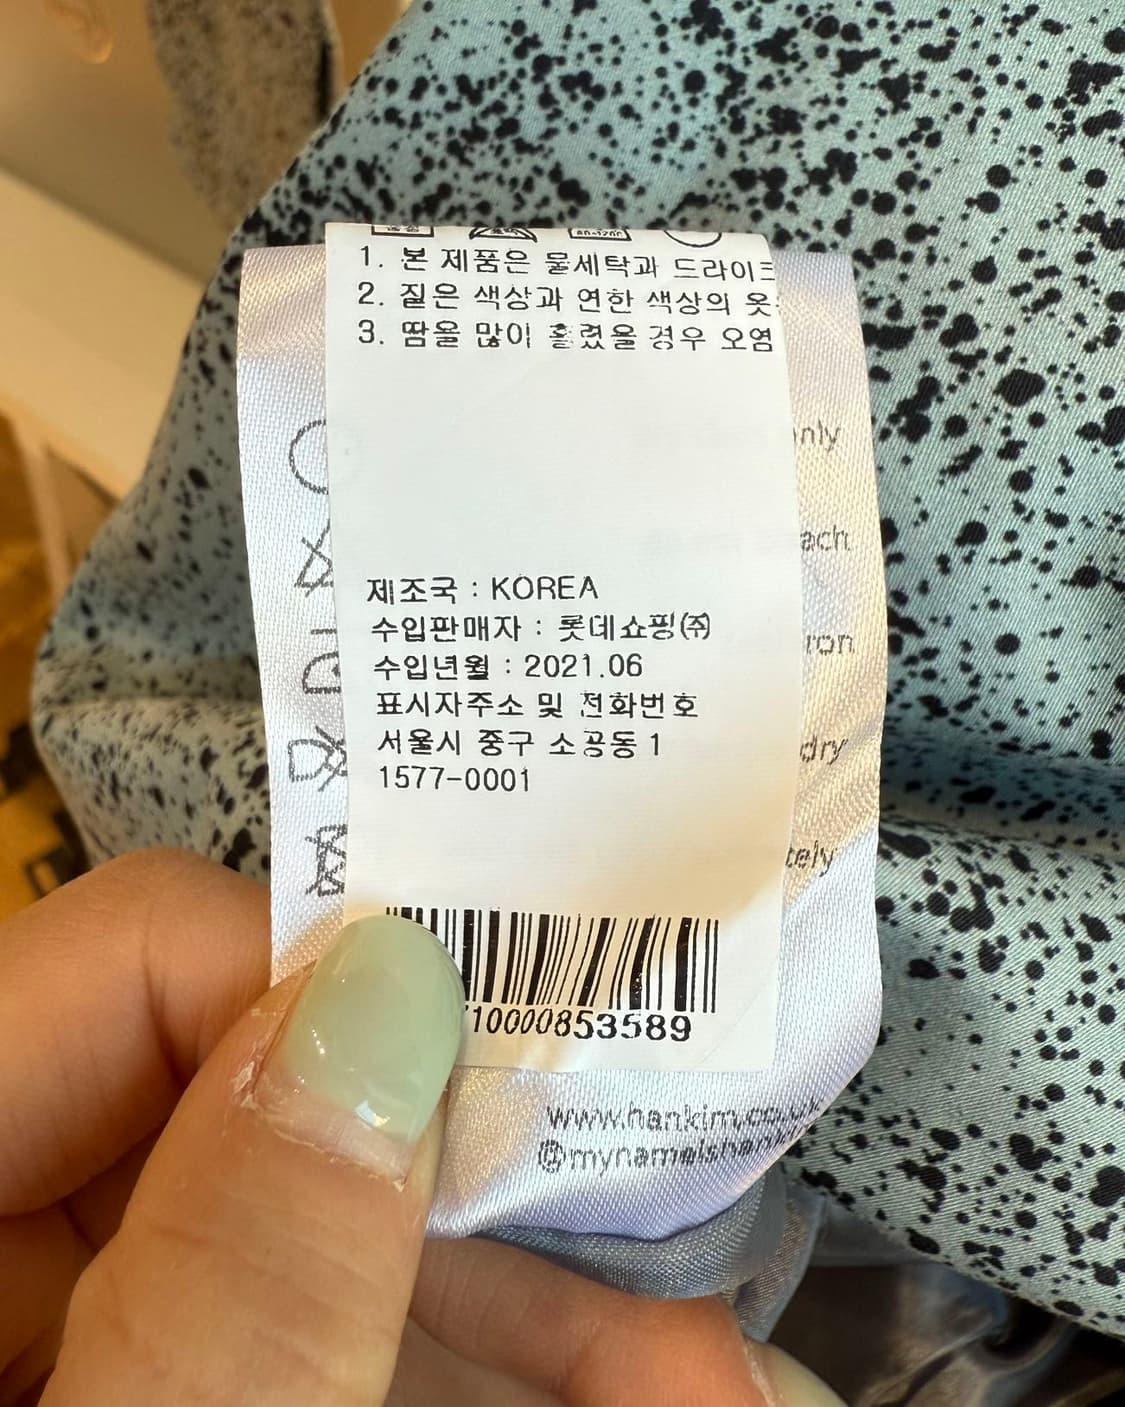 1. 본 제품은 물세탁과 드라이
2. 짙은 색상과 연한 색상의 옷
3. 땀을 많이 흘렸을 경우 오염
only
ach
제조국 : KOREA
수입판매자 : 롯데쇼핑㈜
ron
수입년월 : 2021.06
표시자주소 및 전화번호
서울시 중구 소공동 1
dry
1577-0001
tely
10000853589
www.hankim.co.uk
@mynameishank